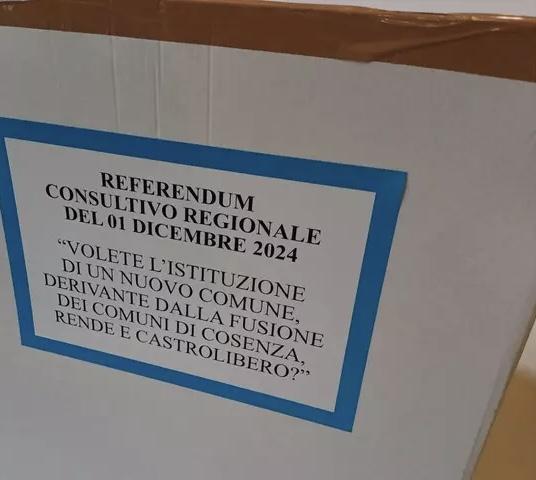 REFERENDUM
CONSULTIVO REGIONALE
DEL 01 DICEMBRE 2024
“VOLETE L’ISTITUZIONE
DI UN NUOVO COMUNE,
DERIVANTE DALLA FUSIONE
DEI COMUNI DI COSENZA,
RENDE E CASTROLIBERO?”